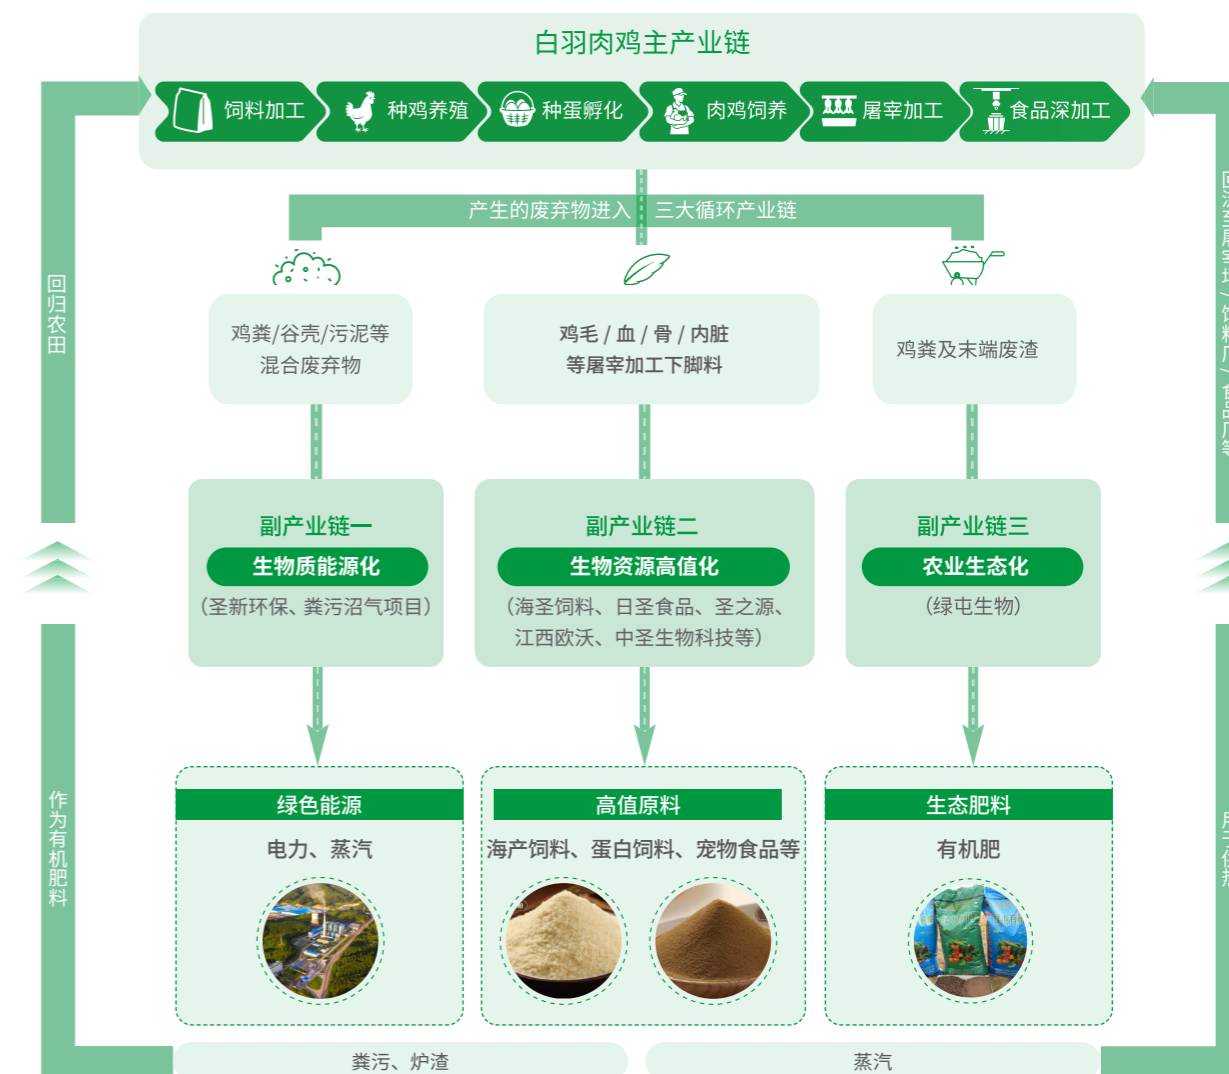 白羽肉鸡主产业链
饲料加工
种鸡养殖
种蛋孵化
肉鸡饲养
屠宰加工
食品深加工
产生的废弃物进入 三大循环产业链
回归农田
鸡粪/谷壳/污泥等
混合废弃物
鸡毛 / 血 / 骨 / 内脏
等屠宰加工下脚料
鸡粪及末端废渣
副产业链一
生物质能源化
（圣新环保、粪污沼气项目）
副产业链二
生物资源高值化
（海圣饲料、日圣食品、圣之源、
江西欧沃、中圣生物科技等）
副产业链三
农业生态化
（绿屯生物）
作为有机肥料
绿色能源
电力、蒸汽
高值原料
海产饲料、蛋白饲料、宠物食品等
生态肥料
有机肥
粪污、炉渣
蒸汽